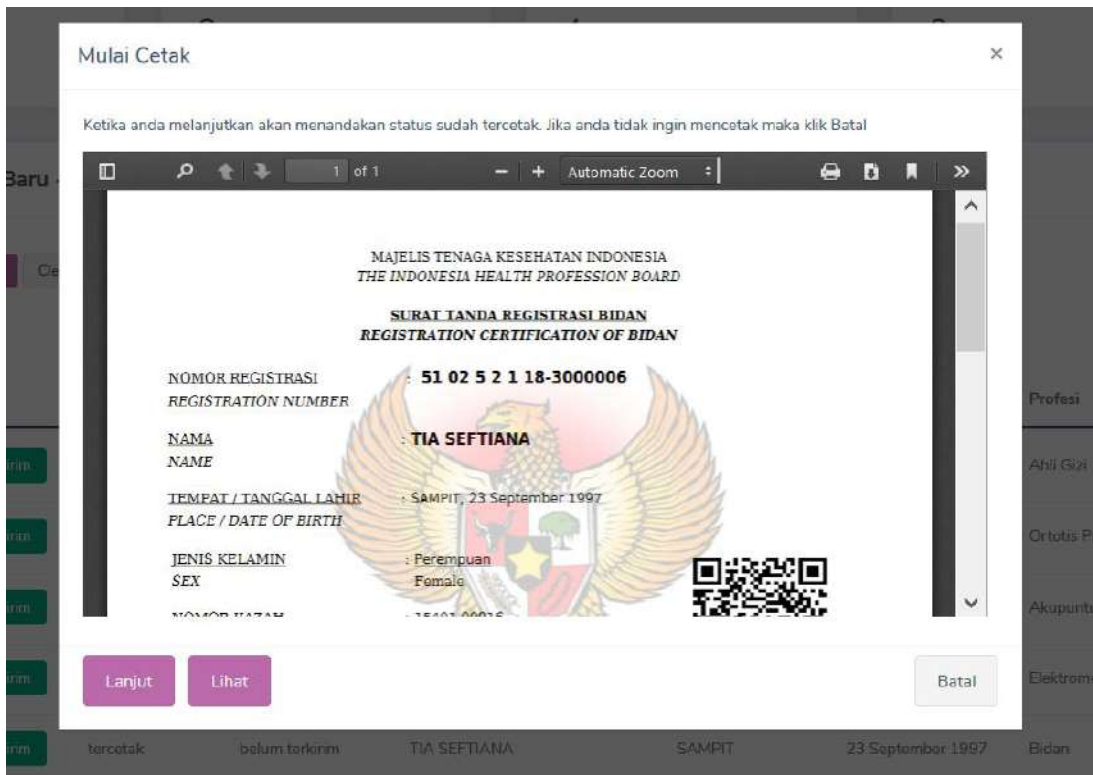 Mulai Cetak ×
Ketika anda melanjutkan akan menandakan status sudah tercetak. Jika anda tidak ingin mencetak maka klik Batal
1 of 1 − + Automatic Zoom
Baru -
MAJELIS TENAGA KESEHATAN INDONESIA
THE INDONESIA HEALTH PROFESSION BOARD
SURAT TANDA REGISTRASI BIDAN
REGISTRATION CERTIFICATION OF BIDAN
NOMOR REGISTRASI : 51 02 5 2 1 18-3000006
REGISTRATION NUMBER
Profesi
NAMA : TIA SEFTIANA
NAME
Ahli Gizi
TEMPAT / TANGGAL LAHIR : SAMPIT, 23 September 1997
PLACE / DATE OF BIRTH
Ortotis P
JENIS KELAMIN : Perempuan
SEX Female
Akupuntu
Lanjut Lihat Batal
Elektrome
tercetak belum terkirim TIA SEFTIANA SAMPIT 23 September 1997 Bidan